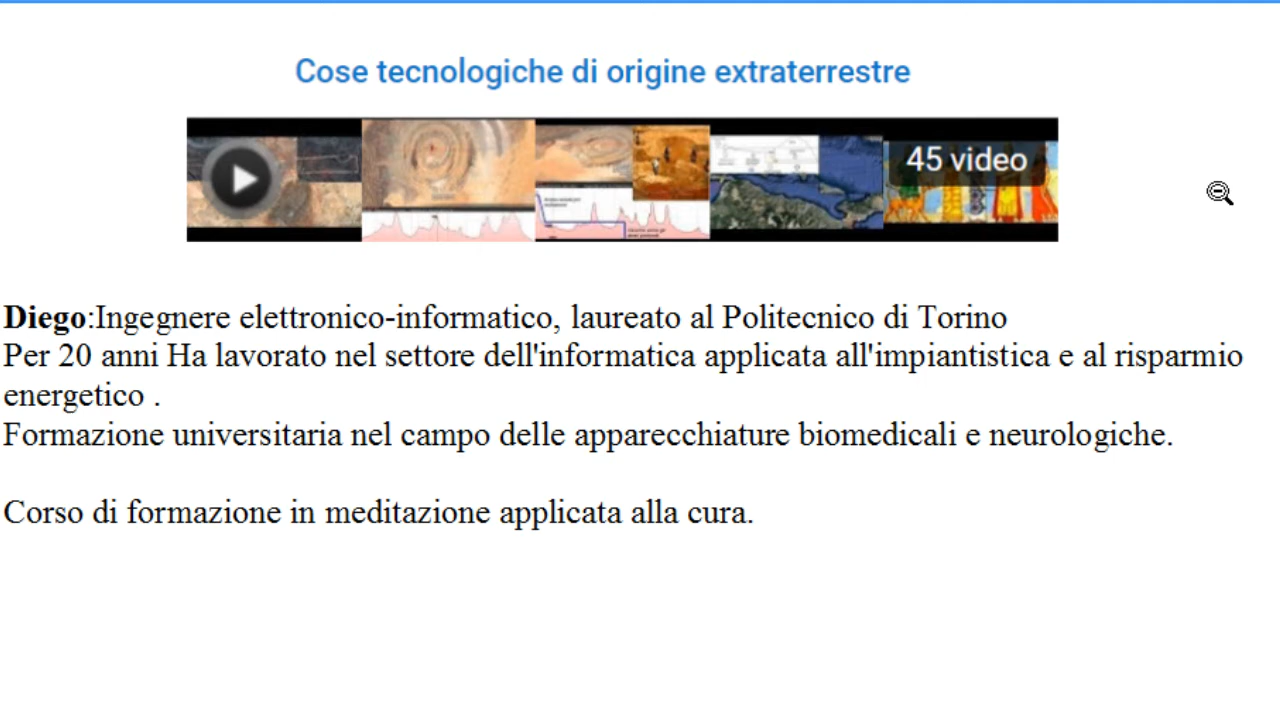 Cose tecnologiche di origine extraterrestre
45 video
Diego:Ingegnere elettronico-informatico, laureato al Politecnico di Torino
Per 20 anni Ha lavorato nel settore dell'informatica applicata all'impiantistica e al risparmio
energetico .
Formazione universitaria nel campo delle apparecchiature biomedicali e neurologiche.
Corso di formazione in meditazione applicata alla cura.